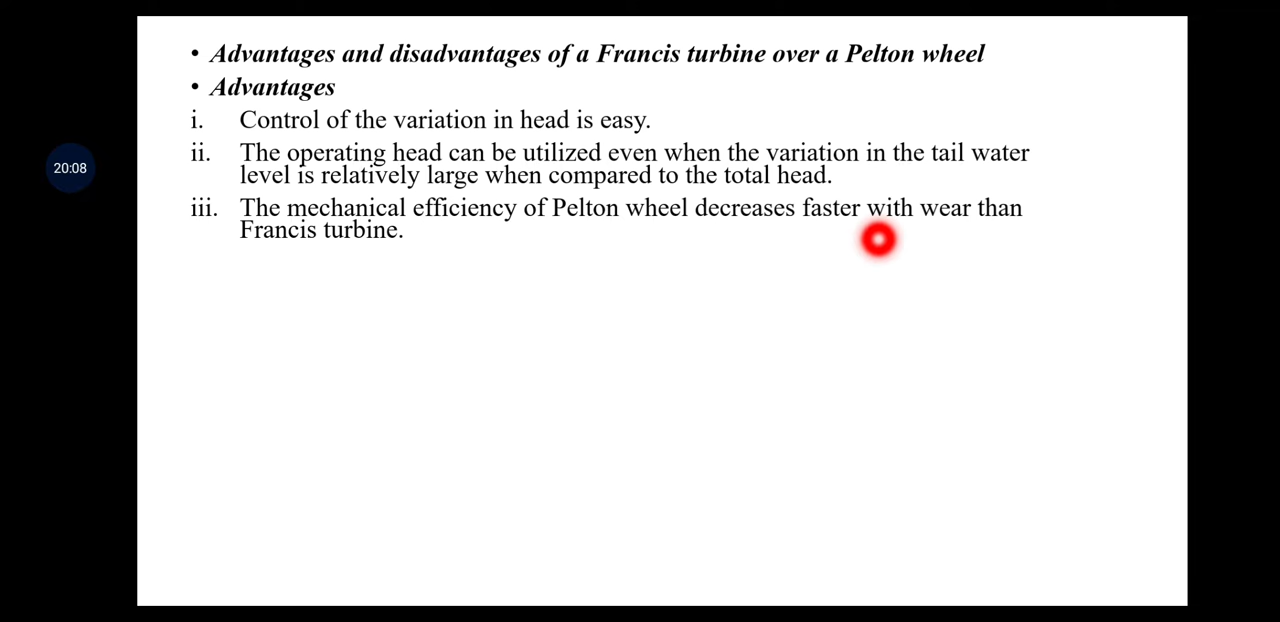 • Advantages and disadvantages of a Francis turbine over a Pelton wheel
• Advantages
i. Control of the variation in head is easy.
ii. The operating head can be utilized even when the variation in the tail water
level is relatively large when compared to the total head.
20:08
iii. The mechanical efficiency of Pelton wheel decreases faster with wear than
Francis turbine.